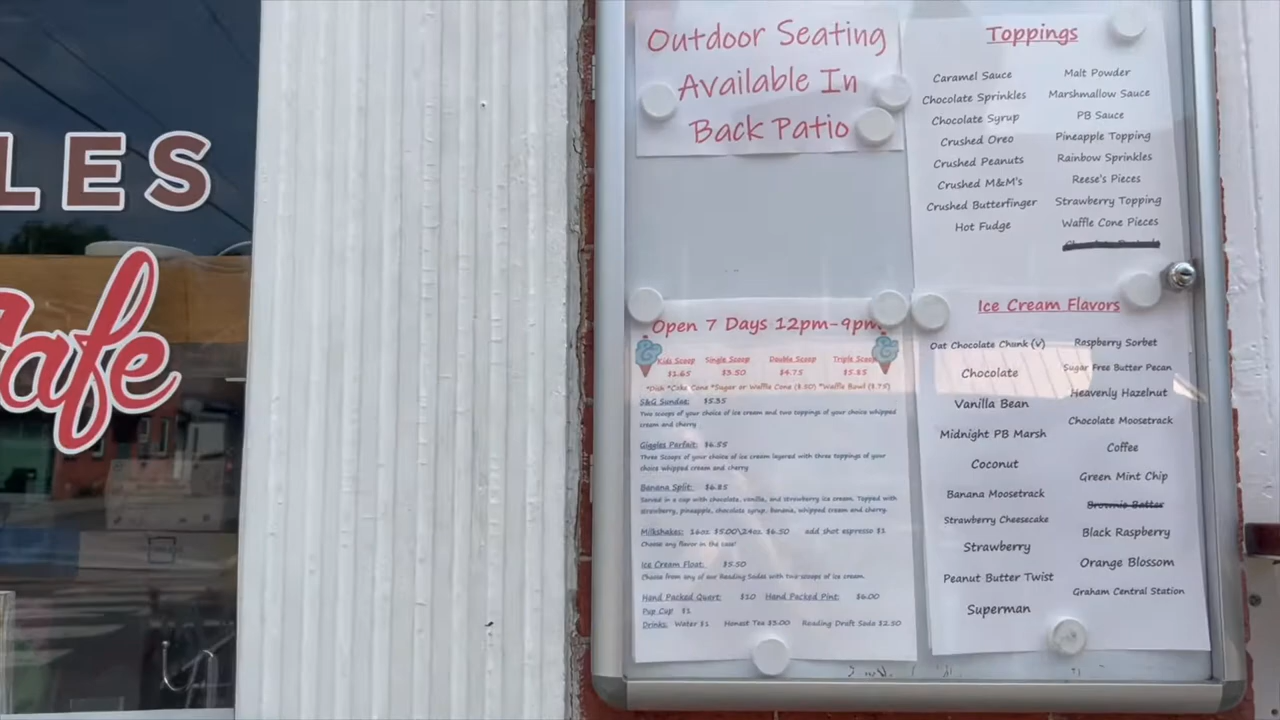 LES
afe
Outdoor Seating
Available In
Back Patio
Toppings
Caramel Sauce
Chocolate Sprinkles
Chocolate Syrup
Crushed Oreo
Crushed Peanuts
Crushed M&M's
Crushed Butterfinger
Hot Fudge
Malt Powder
Marshmallow Sauce
PB Sauce
Pineapple Topping
Rainbow Sprinkles
Reese's Pieces
Strawberry Topping
Waffle Cone Pieces
Open 7 Days 12pm-9pm
Kids Scoop Single Scoop Double Scoop Triple Scoop
$1.65 $3.50 $4.75 $5.85
*Dish *Cake Cone *Sugar or Waffle Cone ($.50) *Waffle Bowl ($.75)
S&G Sundae: $5.35
Two scoops of your choice of ice cream and two toppings of your choice whipped
cream and cherry
Giggles Parfait: $6.55
Three Scoops of your choice of ice cream layered with three toppings of your
choice whipped cream and cherry
Banana Split: $6.85
Served in a cup with chocolate, vanilla, and strawberry ice cream. Topped with
strawberry, pineapple, chocolate syrup, banana, whipped cream and cherry.
Milkshakes: 16oz. $5.00\24oz. $6.50 add shot espresso $1
Choose any flavor in the case!
Ice Cream Float: $5.50
Choose from any of our Reading Sodas with two scoops of ice cream.
Hand Packed Quart: $10 Hand Packed Pint: $6.00
Pup Cup $1
Drinks: Water $1 Honest Tea $3.00 Reading Draft Soda $2.50
Ice Cream Flavors
Oat Chocolate Chunk (v)
Chocolate
Vanilla Bean
Midnight PB Marsh
Coconut
Banana Moosetrack
Strawberry Cheesecake
Strawberry
Peanut Butter Twist
Superman
Raspberry Sorbet
Sugar Free Butter Pecan
Heavenly Hazelnut
Chocolate Moosetrack
Coffee
Green Mint Chip
Brownie Batter
Black Raspberry
Orange Blossom
Graham Central Station